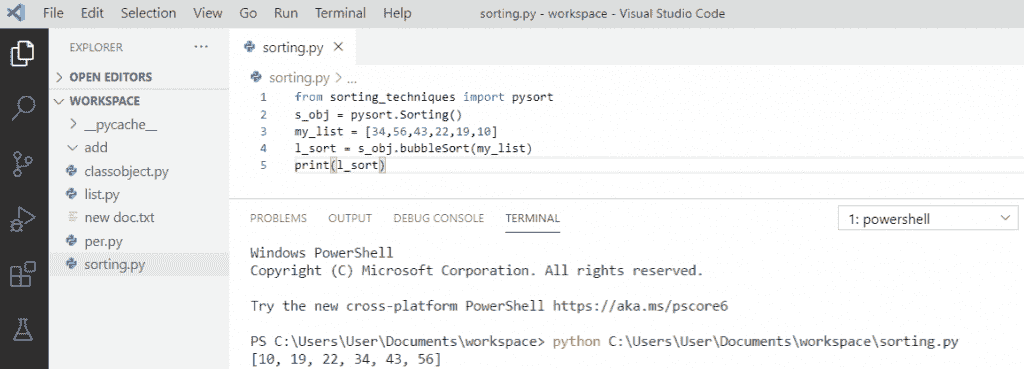 File Edit Selection View Go Run Terminal Help sorting.py - workspace - Visual Studio Code
EXPLORER ...
OPEN EDITORS
WORKSPACE
__pycache__
add
classobject.py
list.py
new doc.txt
per.py
sorting.py
sorting.py
sorting.py > ...
1 from sorting_techniques import pysort
2 s_obj = pysort.Sorting()
3 my_list = [34,56,43,22,19,10]
4 l_sort = s_obj.bubbleSort(my_list)
5 print(l_sort)
PROBLEMS OUTPUT DEBUG CONSOLE TERMINAL 1: powershell
Windows PowerShell
Copyright (C) Microsoft Corporation. All rights reserved.
Try the new cross-platform PowerShell https://aka.ms/pscore6
PS C:\Users\User\Documents\workspace> python C:\Users\User\Documents\workspace\sorting.py
[10, 19, 22, 34, 43, 56]